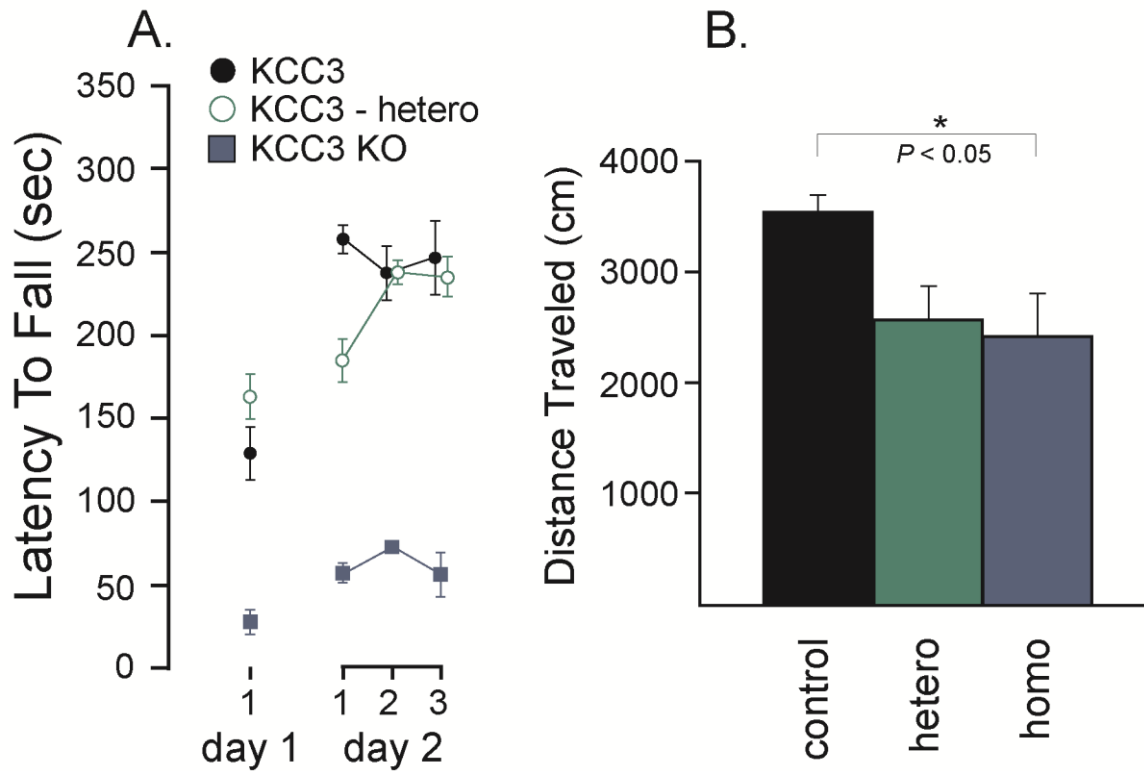 A.
KCC3
KCC3 - hetero
KCC3 KO
Latency To Fall (sec)
350
300
250
200
150
100
50
0
1
1 2 3
day 1
day 2
B.
*
P < 0.05
Distance Traveled (cm)
4000
3000
2000
1000
control
hetero
homo